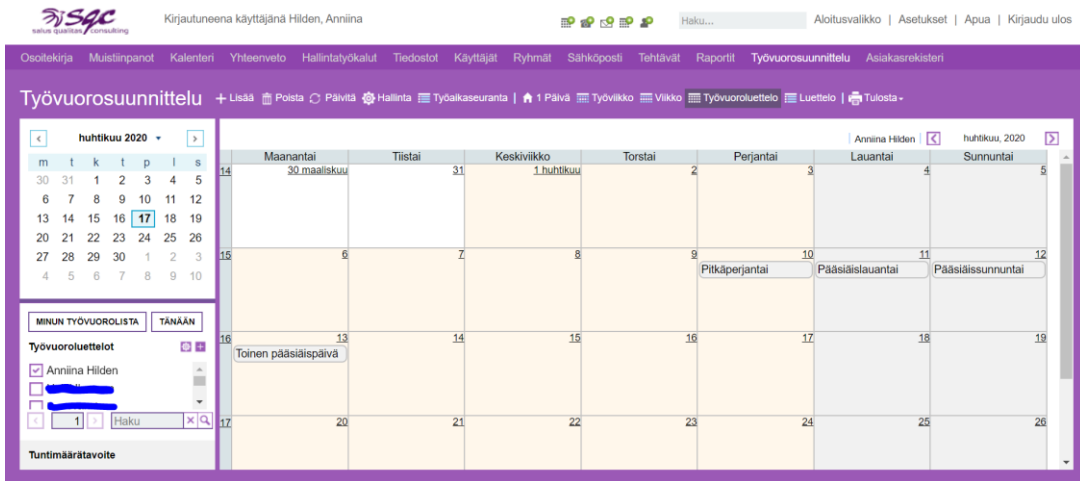 SQC
salus qualitas consulting
Kirjautuneena käyttäjänä Hilden, Anniina
Haku...
Aloitusvalikko | Asetukset | Apua | Kirjaudu ulos
Osoitekirja Muistiinpanot Kalenteri Yhteenveto Hallintatyökalut Tiedostot Käyttäjät Ryhmät Sähköposti Tehtävät Raportit Työvuorosuunnittelu Asiakasrekisteri
Työvuorosuunnittelu Lisää Poista Päivitä Hallinta Työaikaseuranta | 1 Päivä Työviikko Viikko Työvuoroluettelo Luettelo | Tulosta
huhtikuu 2020
m t k t p l s
30 31 1 2 3 4 5
6 7 8 9 10 11 12
13 14 15 16 17 18 19
20 21 22 23 24 25 26
27 28 29 30 1 2 3
4 5 6 7 8 9 10
MINUN TYÖVUOROLISTA TÄNÄÄN
Työvuoroluettelot
Anniina Hilden
1 Haku
Tuntimäärätavoite
| Anniina Hilden | huhtikuu, 2020
Maanantai Tiistai Keskiviikko Torstai Perjantai Lauantai Sunnuntai
14 30 maaliskuu 31 1 huhtikuu 2 3 4 5
15 6 7 8 9 10 11 12
Pitkäperjantai Pääsiäislauantai Pääsiäissunnuntai
16 13 14 15 16 17 18 19
Toinen pääsiäispäivä
17 20 21 22 23 24 25 26